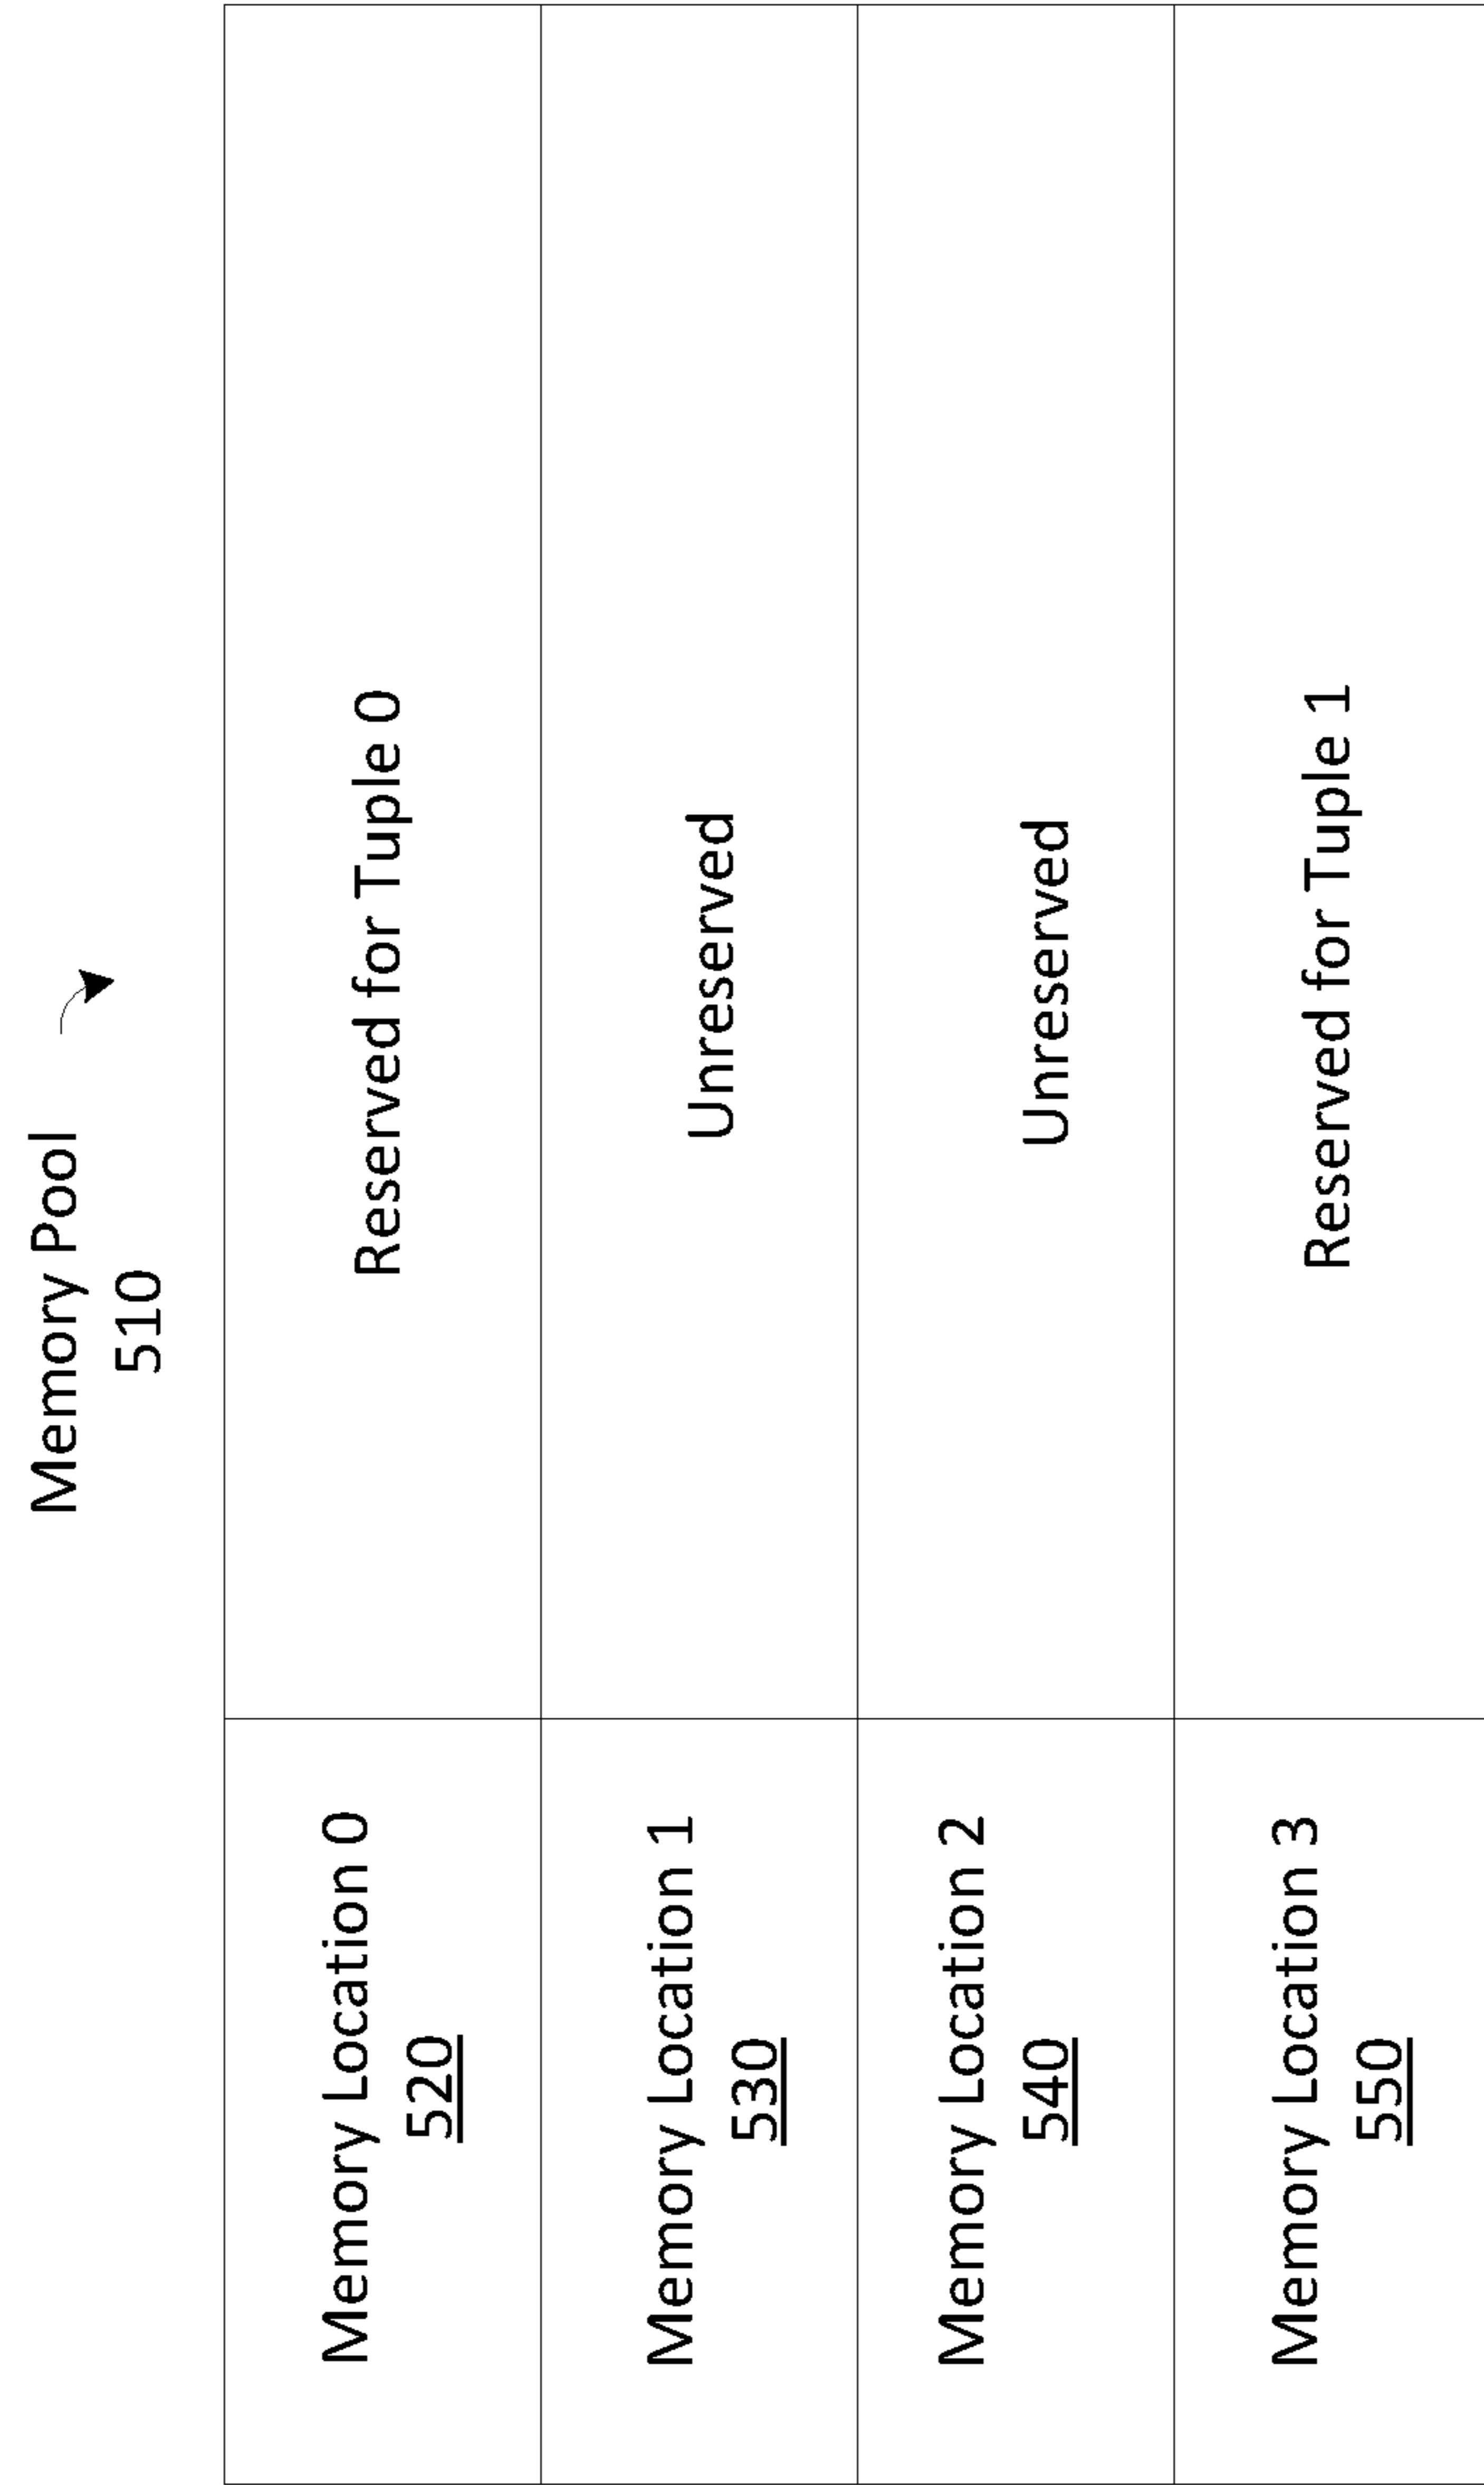 Memory Pool
510
Memory Location 0
520
Reserved for Tuple 0
Memory Location 1
530
Unreserved
Memory Location 2
540
Unreserved
Memory Location 3
550
Reserved for Tuple 1